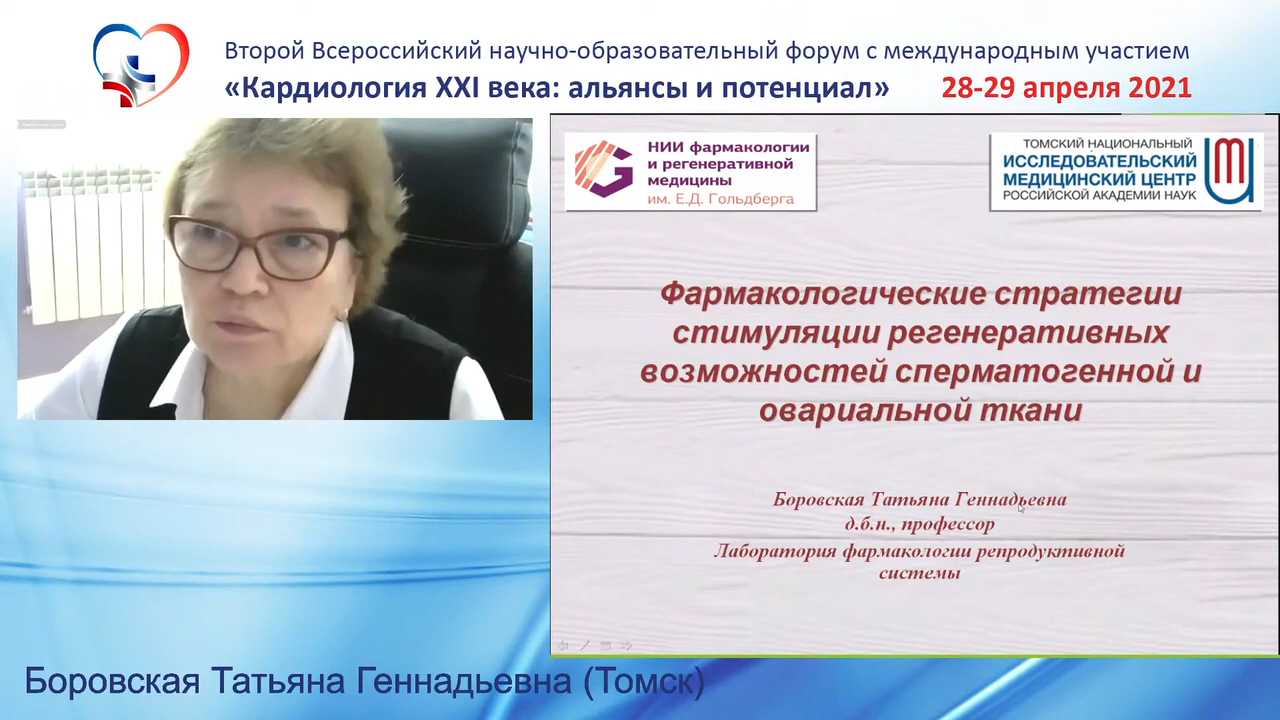 Второй Всероссийский научно-образовательный форум с международным участием
«Кардиология XXI века: альянсы и потенциал» 28-29 апреля 2021
НИИ фармакологии
и регенеративной
медицины
им. Е.Д. Гольдберга
ТОМСКИЙ НАЦИОНАЛЬНЫЙ
ИССЛЕДОВАТЕЛЬСКИЙ
МЕДИЦИНСКИЙ ЦЕНТР
РОССИЙСКОЙ АКАДЕМИИ НАУК
Фармакологические стратегии
стимуляции регенеративных
возможностей сперматогенной и
овариальной ткани
Боровская Татьяна Геннадьевна
д.б.н., профессор
Лаборатория фармакологии репродуктивной
системы
Боровская Татьяна Геннадьевна (Томск)